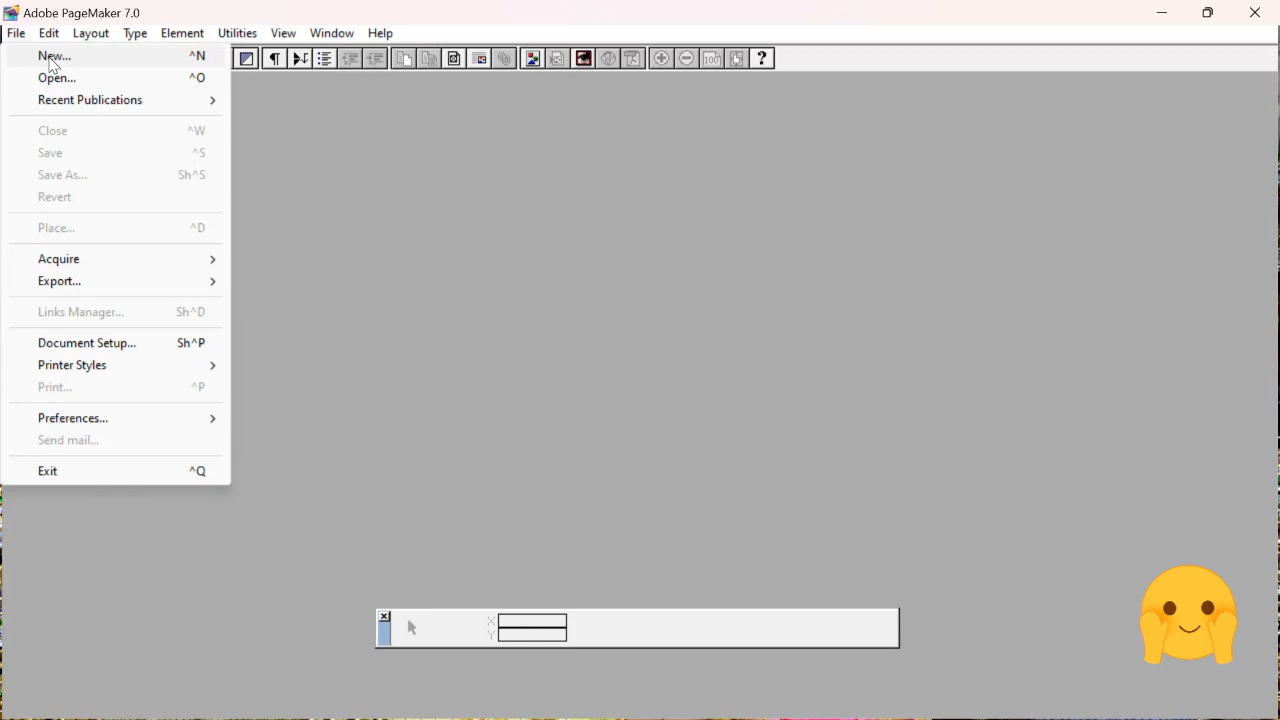 Adobe PageMaker 7.0
File Edit Layout Type Element Utilities View Window Help
New... ^N
Open... ^O
Recent Publications
Close ^W
Save ^S
Save As... Sh^S
Revert
Place... ^D
Acquire
Export...
Links Manager... Sh^D
Document Setup... Sh^P
Printer Styles
Print... ^P
Preferences...
Send mail...
Exit ^Q
X
Y